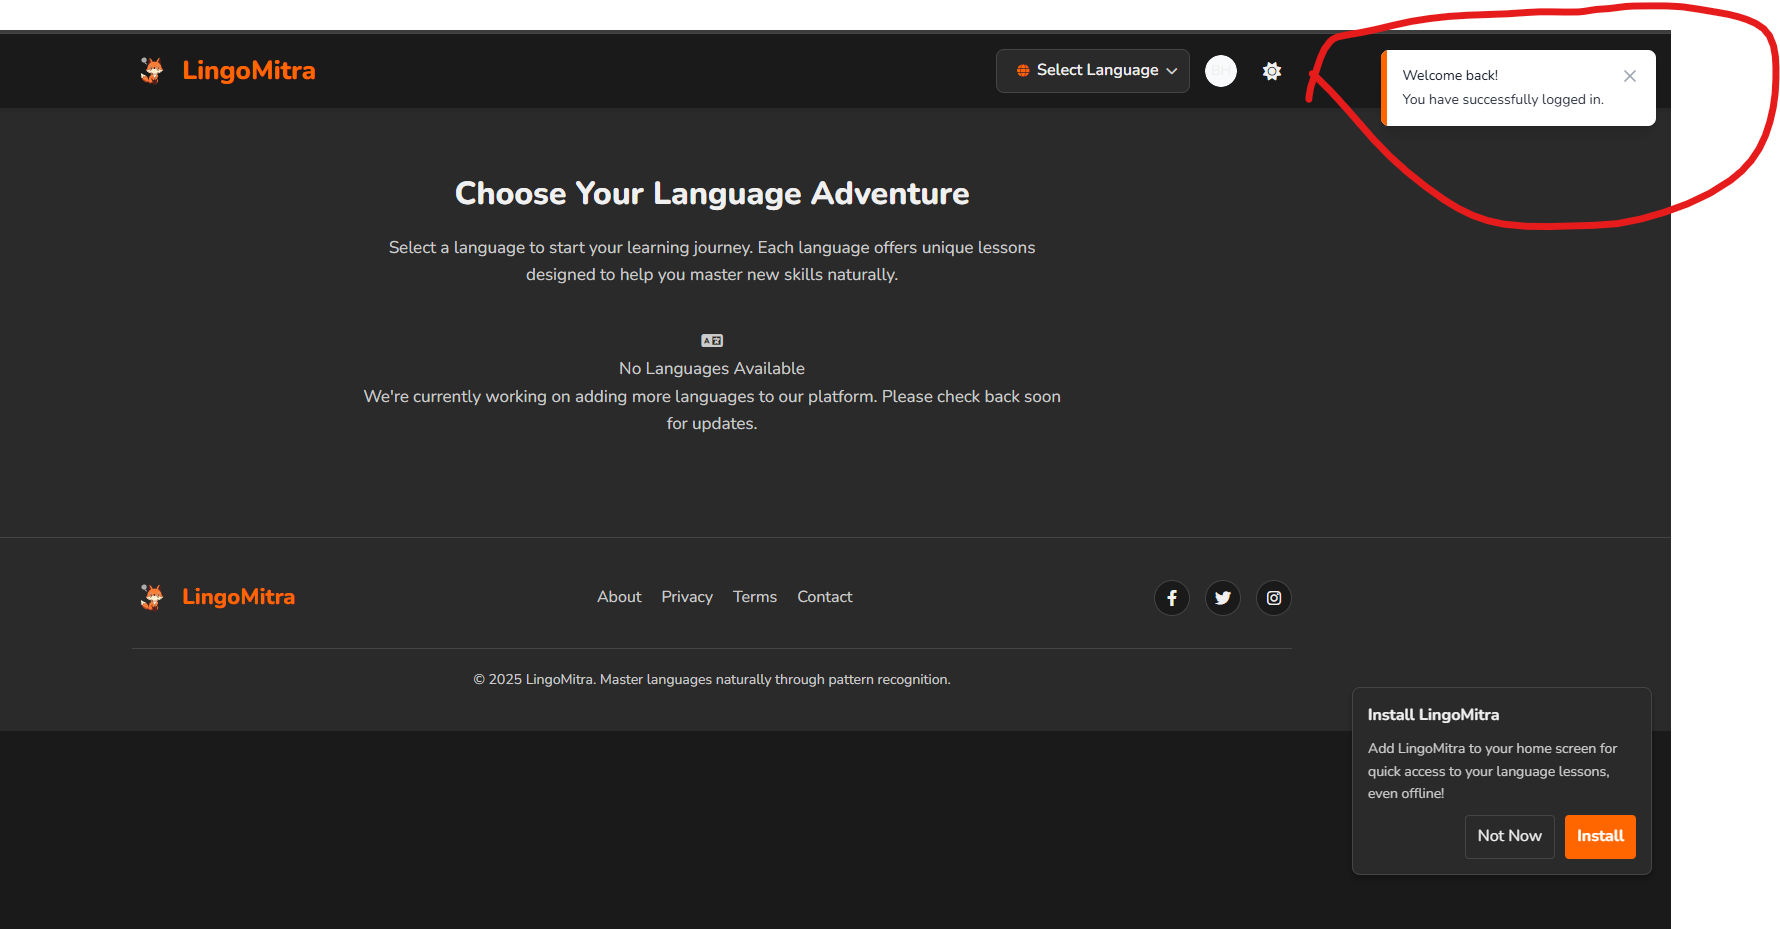 LingoMitra
Select Language
Welcome back!
You have successfully logged in.
Choose Your Language Adventure
Select a language to start your learning journey. Each language offers unique lessons
designed to help you master new skills naturally.
No Languages Available
We're currently working on adding more languages to our platform. Please check back soon
for updates.
LingoMitra
About Privacy Terms Contact
© 2025 LingoMitra. Master languages naturally through pattern recognition.
Install LingoMitra
Add LingoMitra to your home screen for
quick access to your language lessons,
even offline!
Not Now Install